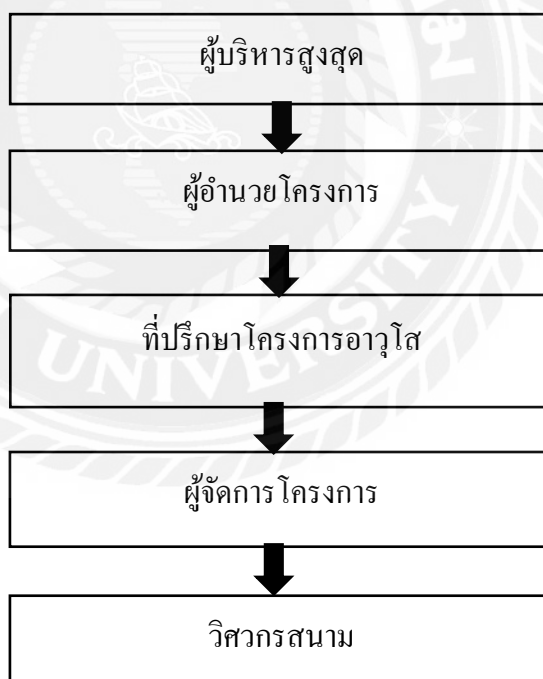 ผู้บริหารสูงสุด
ผู้อำนวยโครงการ
ที่ปรึกษาโครงการอาวุโส
UNIVERSITY
ผู้จัดการโครงการ
วิศวกรสนาม